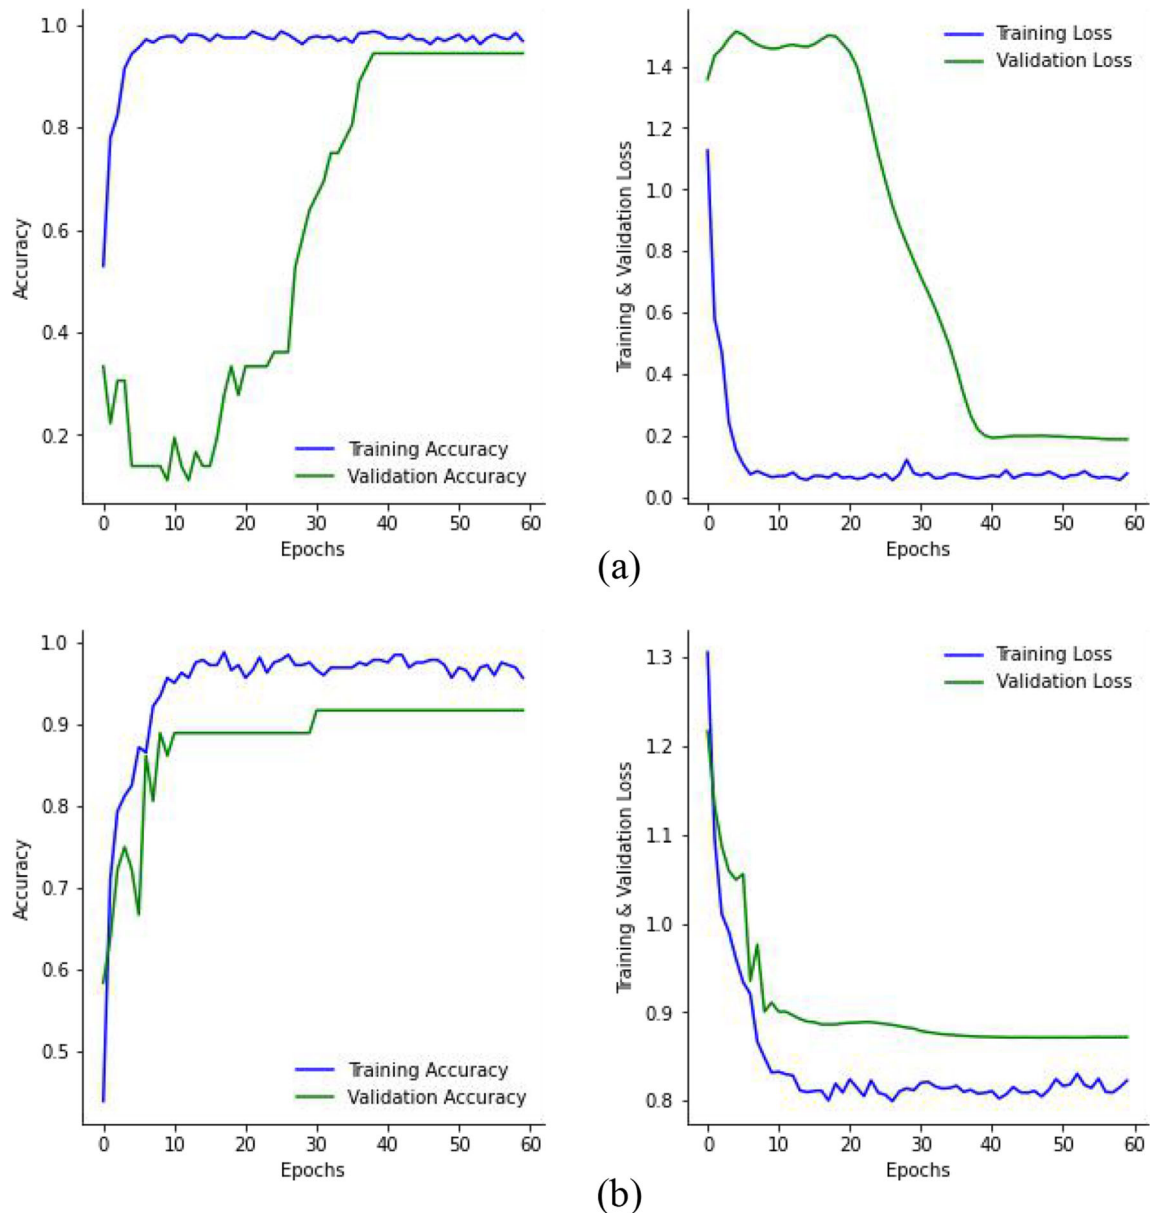 1.0
0.8
0.6
0.4
0.2
Accuracy
Training Accuracy
Validation Accuracy
0 10 20 30 40 50 60
Epochs
Training Loss
Validation Loss
1.4
1.2
1.0
0.8
0.6
0.4
0.2
0.0
Training & Validation Loss
0 10 20 30 40 50 60
Epochs
(a)
1.0
0.9
0.8
0.7
0.6
0.5
Accuracy
Training Accuracy
Validation Accuracy
0 10 20 30 40 50 60
Epochs
Training Loss
Validation Loss
1.3
1.2
1.1
1.0
0.9
0.8
Training & Validation Loss
0 10 20 30 40 50 60
Epochs
(b)